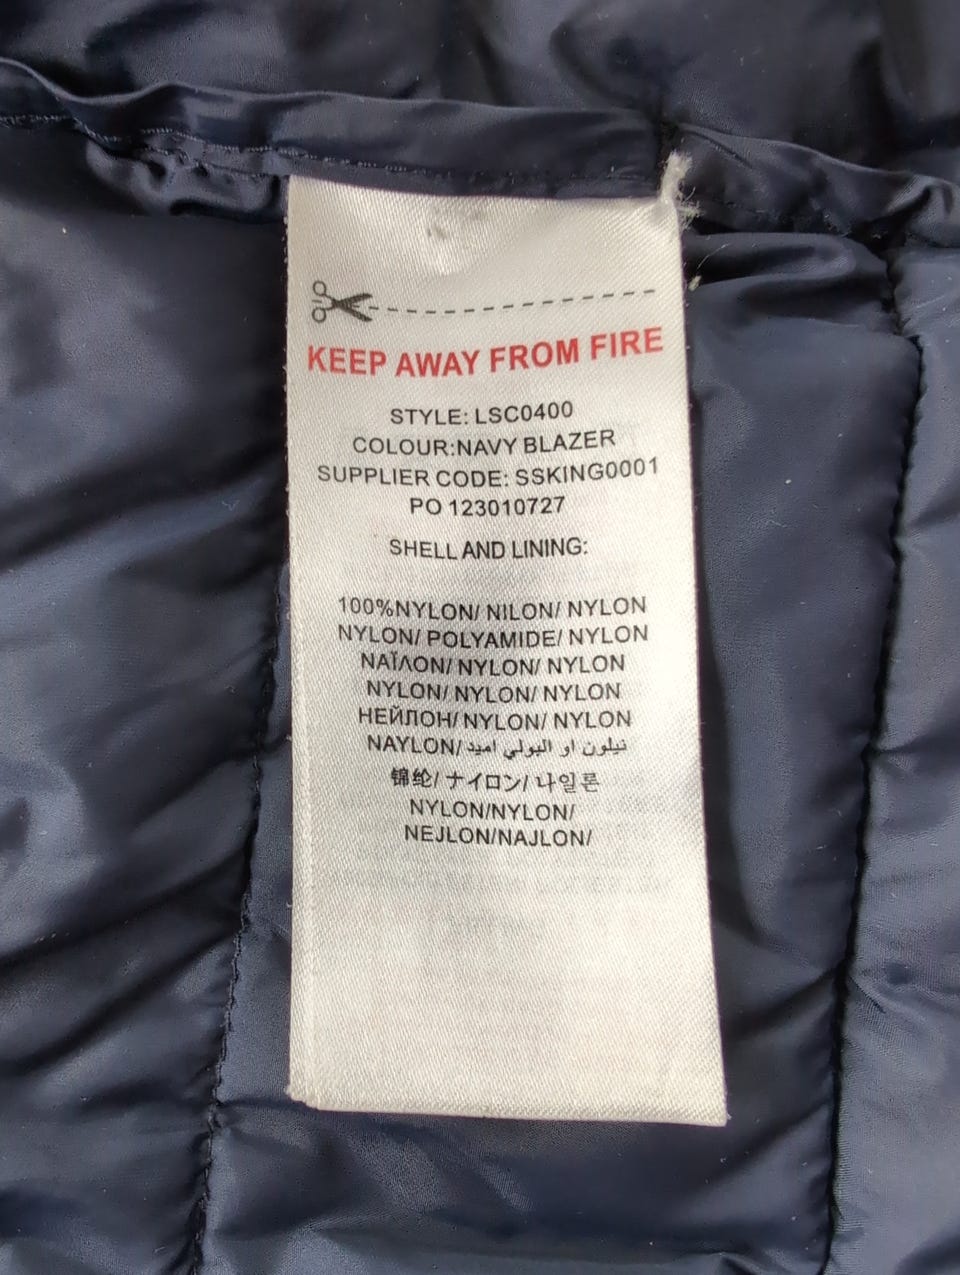 KEEP AWAY FROM FIRE
STYLE: LSC0400
COLOUR:NAVY BLAZER
SUPPLIER CODE: SSKING0001
PO 123010727
SHELL AND LINING:
100%NYLON/ NILON/ NYLON
NYLON/ POLYAMIDE/ NYLON
ΝΑΪΛΟΝ/ NYLON/ NYLON
NYLON/ NYLON/ NYLON
НЕЙЛОН/ NYLON/ NYLON
NAYLON/ نيلون او البولي اميد
锦纶/ ナイロン/ 나일론
NYLON/NYLON/
NEJLON/NAJLON/